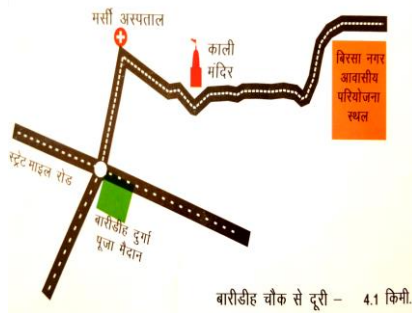 मर्सी अस्पताल
काली
मंदिर
बिरसा नगर
आवासीय
परियोजना
स्थल
स्ट्रेट माइल रोड
बारीडीह दुर्गा
पूजा मैदान
बारीडीह चौक से दूरी – 4.1 किमी.